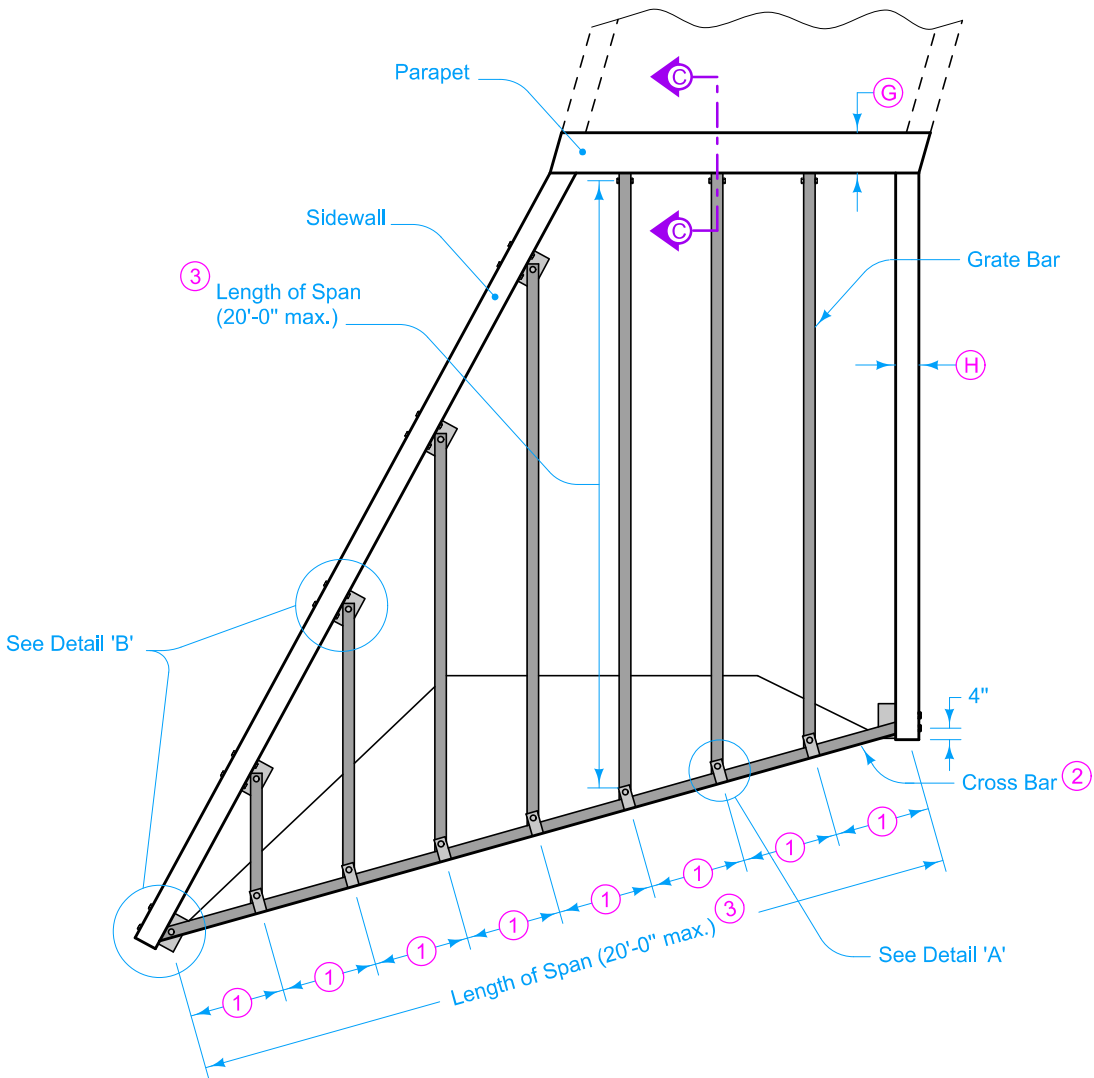 Parapet
C
G
Sidewall
C
3
Length of Span
(20'-0" max.)
Grate Bar
H
See Detail 'B'
4"
Cross Bar 2
1
1
1
1
1
1
1
1
Length of Span (20'-0" max.) 3
See Detail 'A'